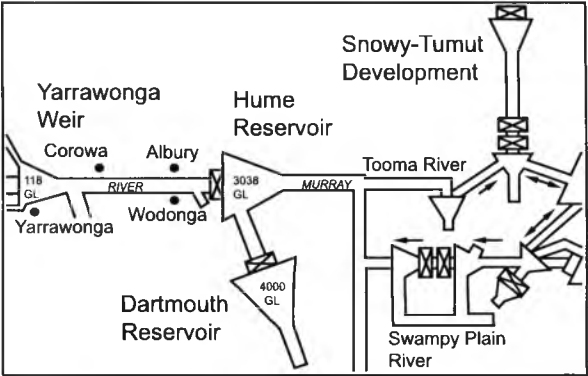 Snowy-Tumut
Development
Yarrawonga
Weir
Hume
Reservoir
Corowa
Albury
Tooma River
118
GL
RIVER
3038
GL
MURRAY
Yarrawonga
Wodonga
4000
GL
Dartmouth
Reservoir
Swampy Plain
River